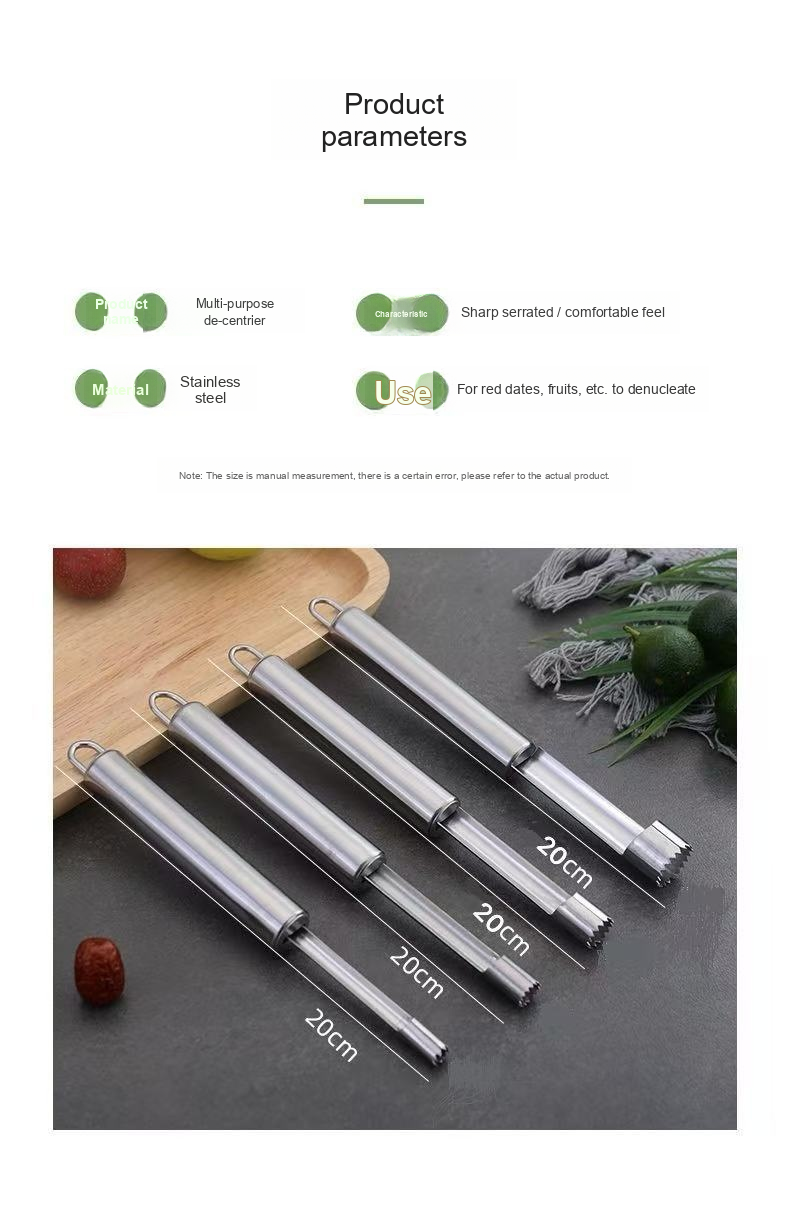 Product
parameters
Product
name
Multi-purpose
de-centrier
Characteristic
Sharp serrated / comfortable feel
Material
Stainless
steel
Use
For red dates, fruits, etc. to denucleate
Note: The size is manual measurement, there is a certain error, please refer to the actual product.
20cm
20cm
20cm
20cm